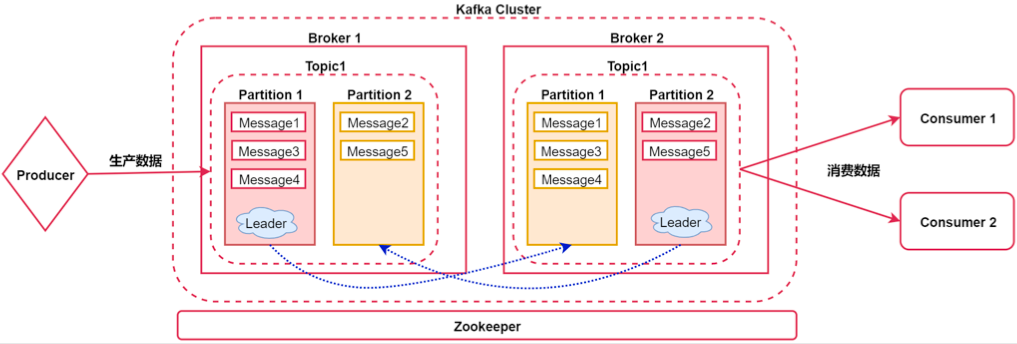 Kafka Cluster
Broker 1
Broker 2
Topic1
Topic1
Partition 1
Partition 2
Partition 1
Partition 2
Message1
Message2
Message1
Message2
Message3
Message5
Message3
Message5
Message4
Message4
Leader
Leader
Producer
生产数据
消费数据
Consumer 1
Consumer 2
Zookeeper